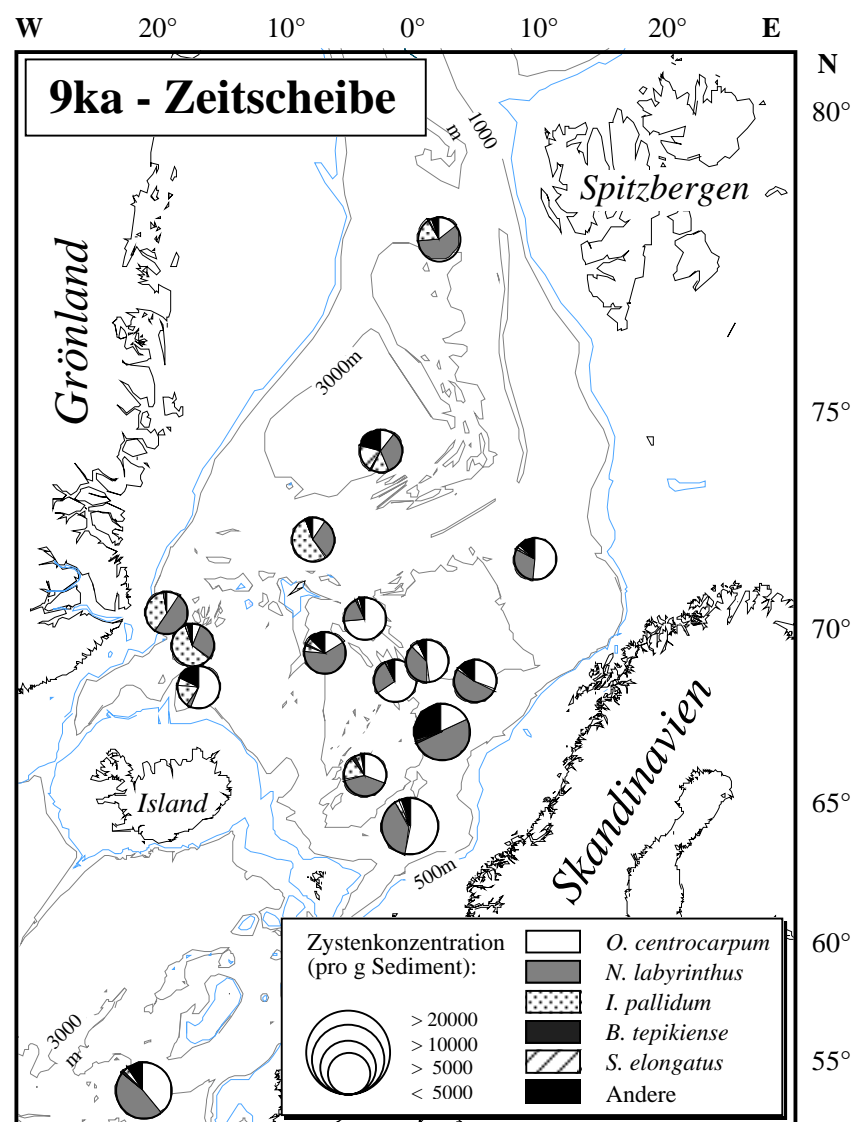 W 20° 10° 0° 10° 20° E
N
9ka - Zeitscheibe
80°
1000
m
Spitzbergen
Grönland
3000m
75°
70°
Skandinavien
Island
65°
500m
60°
Zystenkonzentration
(pro g Sediment):
> 20000
> 10000
> 5000
< 5000
O. centrocarpum
N. labyrinthus
I. pallidum
B. tepikiense
S. elongatus
Andere
3000
m
55°